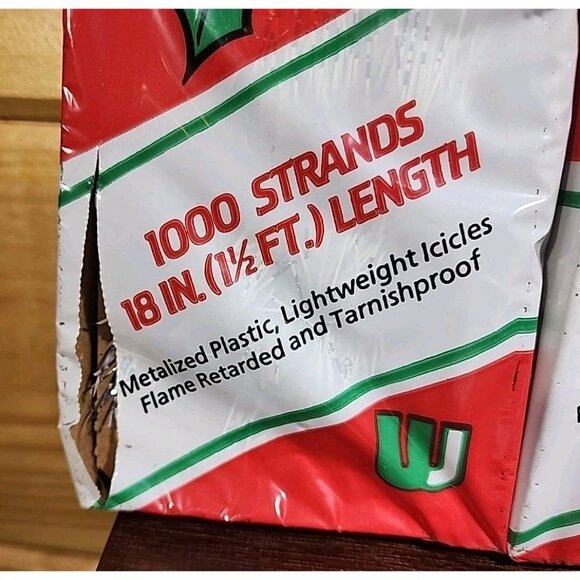 1000 STRANDS
18 IN. (1½ FT.) LENGTH
Metalized Plastic, Lightweight Icicles
Flame Retarded and Tarnishproof
W